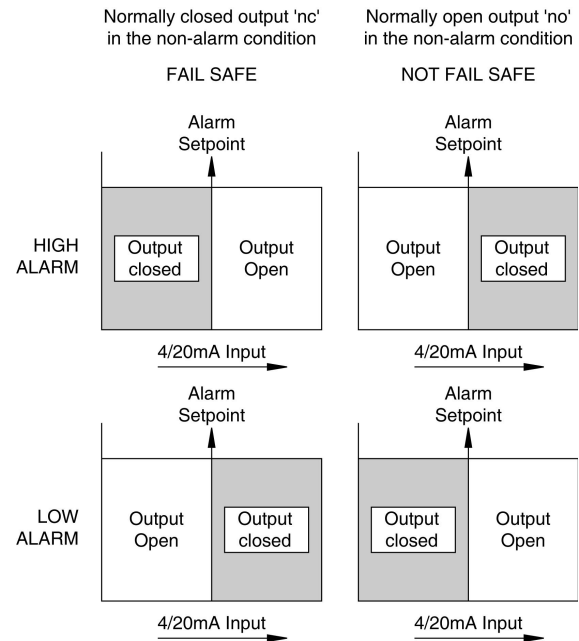 Normally closed output 'nc'
in the non-alarm condition
FAIL SAFE
Normally open output 'no'
in the non-alarm condition
NOT FAIL SAFE
Alarm
Setpoint
Alarm
Setpoint
HIGH
ALARM
Output
closed
Output
Open
Output
Open
Output
closed
4/20mA Input
4/20mA Input
Alarm
Setpoint
Alarm
Setpoint
LOW
ALARM
Output
Open
Output
closed
Output
closed
Output
Open
4/20mA Input
4/20mA Input